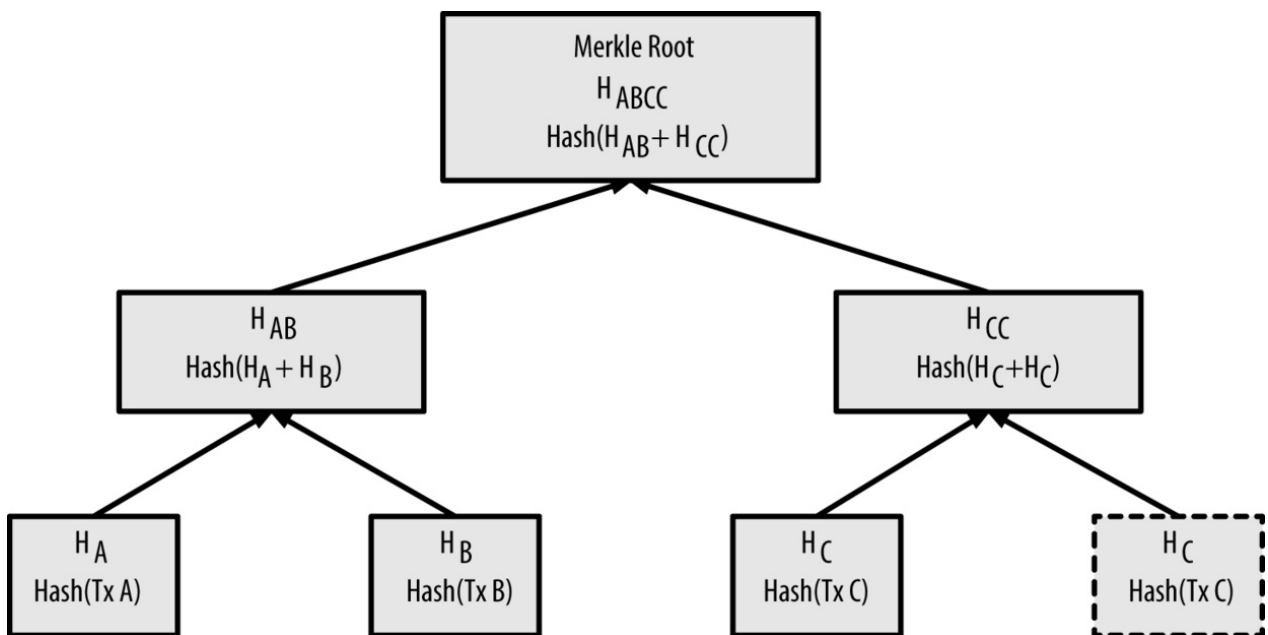 Merkle Root
H ABCC
Hash(H AB + H CC)
H AB
Hash(H A + H B)
H CC
Hash(H C+H C)
H A
Hash(Tx A)
H B
Hash(Tx B)
H C
Hash(Tx C)
H C
Hash(Tx C)